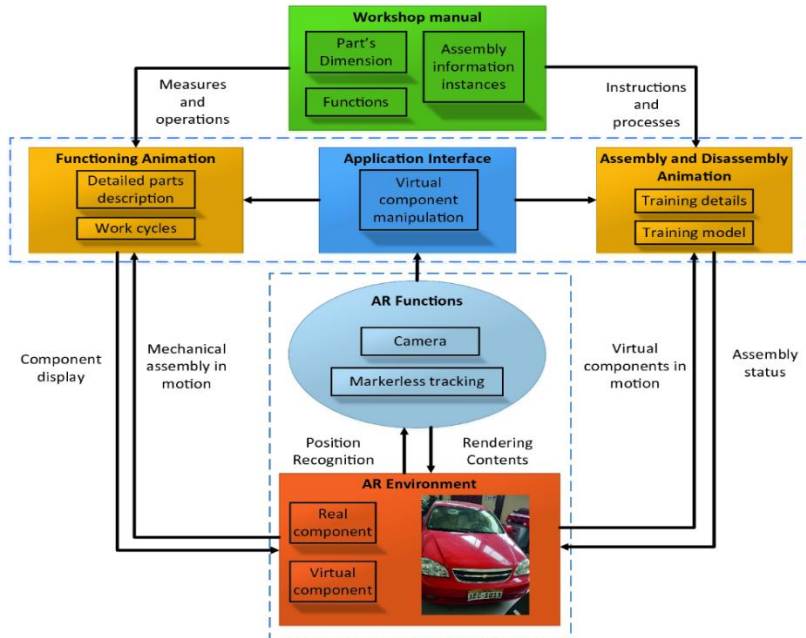 Workshop manual
Part's
Dimension
Functions
Assembly
information
instances
Measures
and
operations
Instructions
and
processes
Functioning Animation
Detailed parts
description
Work cycles
Application Interface
Virtual
component
manipulation
Assembly and Disassembly
Animation
Training details
Training model
AR Functions
Camera
Markerless tracking
Component
display
Mechanical
assembly in
motion
Virtual
components in
motion
Assembly
status
Position
Recognition
Rendering
Contents
AR Environment
Real
component
Virtual
component